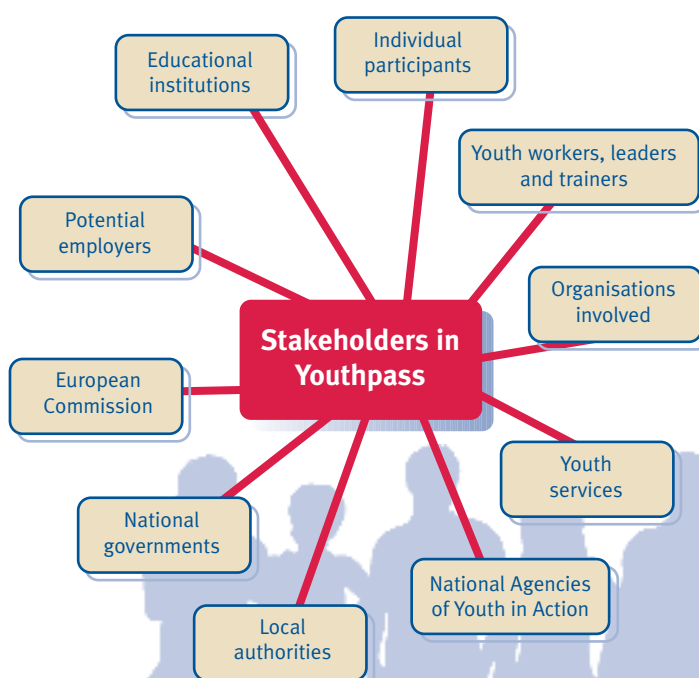 Individual
participants
Educational
institutions
Youth workers, leaders
and trainers
Potential
employers
Organisations
involved
Stakeholders in
Youthpass
European
Commission
Youth
services
National
governments
National Agencies
of Youth in Action
Local
authorities